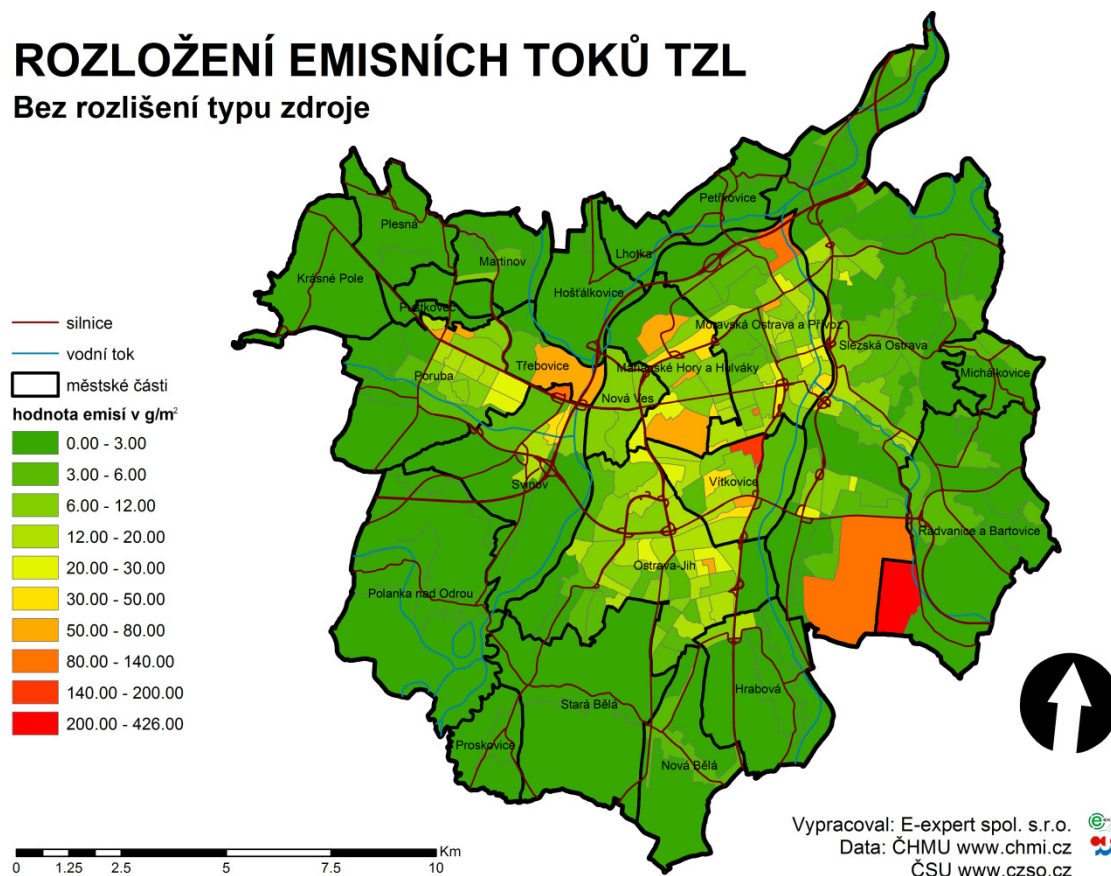 ROZLOŽENÍ EMISNÍCH TOKŮ TZL
Bez rozlišení typu zdroje
silnice
vodní tok
městské části
hodnota emisí v g/m²
0.00 - 3.00
3.00 - 6.00
6.00 - 12.00
12.00 - 20.00
20.00 - 30.00
30.00 - 50.00
50.00 - 80.00
80.00 - 140.00
140.00 - 200.00
200.00 - 426.00
Petřkovice
Plesná
Lhotka
Martinov
Krásné Pole
Hošťálkovice
Pustkovec
Moravská Ostrava a Přívoz
Slezská Ostrava
Třebovice
Mariánské Hory a Hulváky
Michálkovice
Poruba
Nová Ves
Svinov
Vítkovice
Radvanice a Bartovice
Ostrava-Jih
Polanka nad Odrou
Hrabová
Stará Bělá
Proskovice
Nová Bělá
Km
0 1.25 2.5 5 7.5 10
Vypracoval: E-expert spol. s.r.o.
Data: ČHMU www.chmi.cz
ČSU www.czso.cz